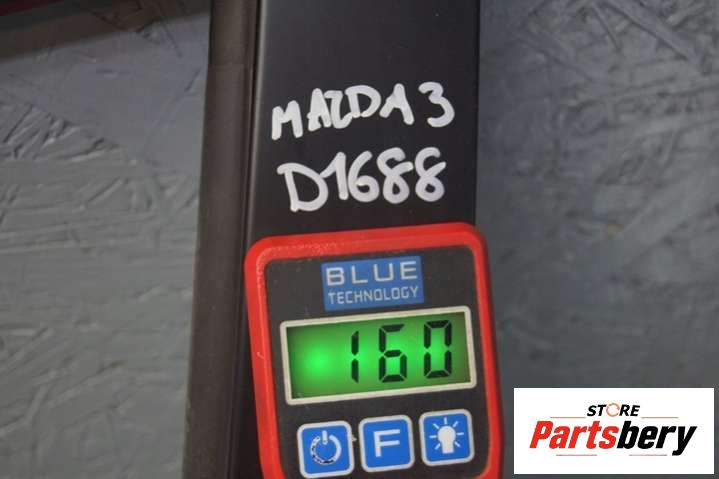 MAZDA 3
D1688
BLUE
TECHNOLOGY
160
F
STORE
Partsbery